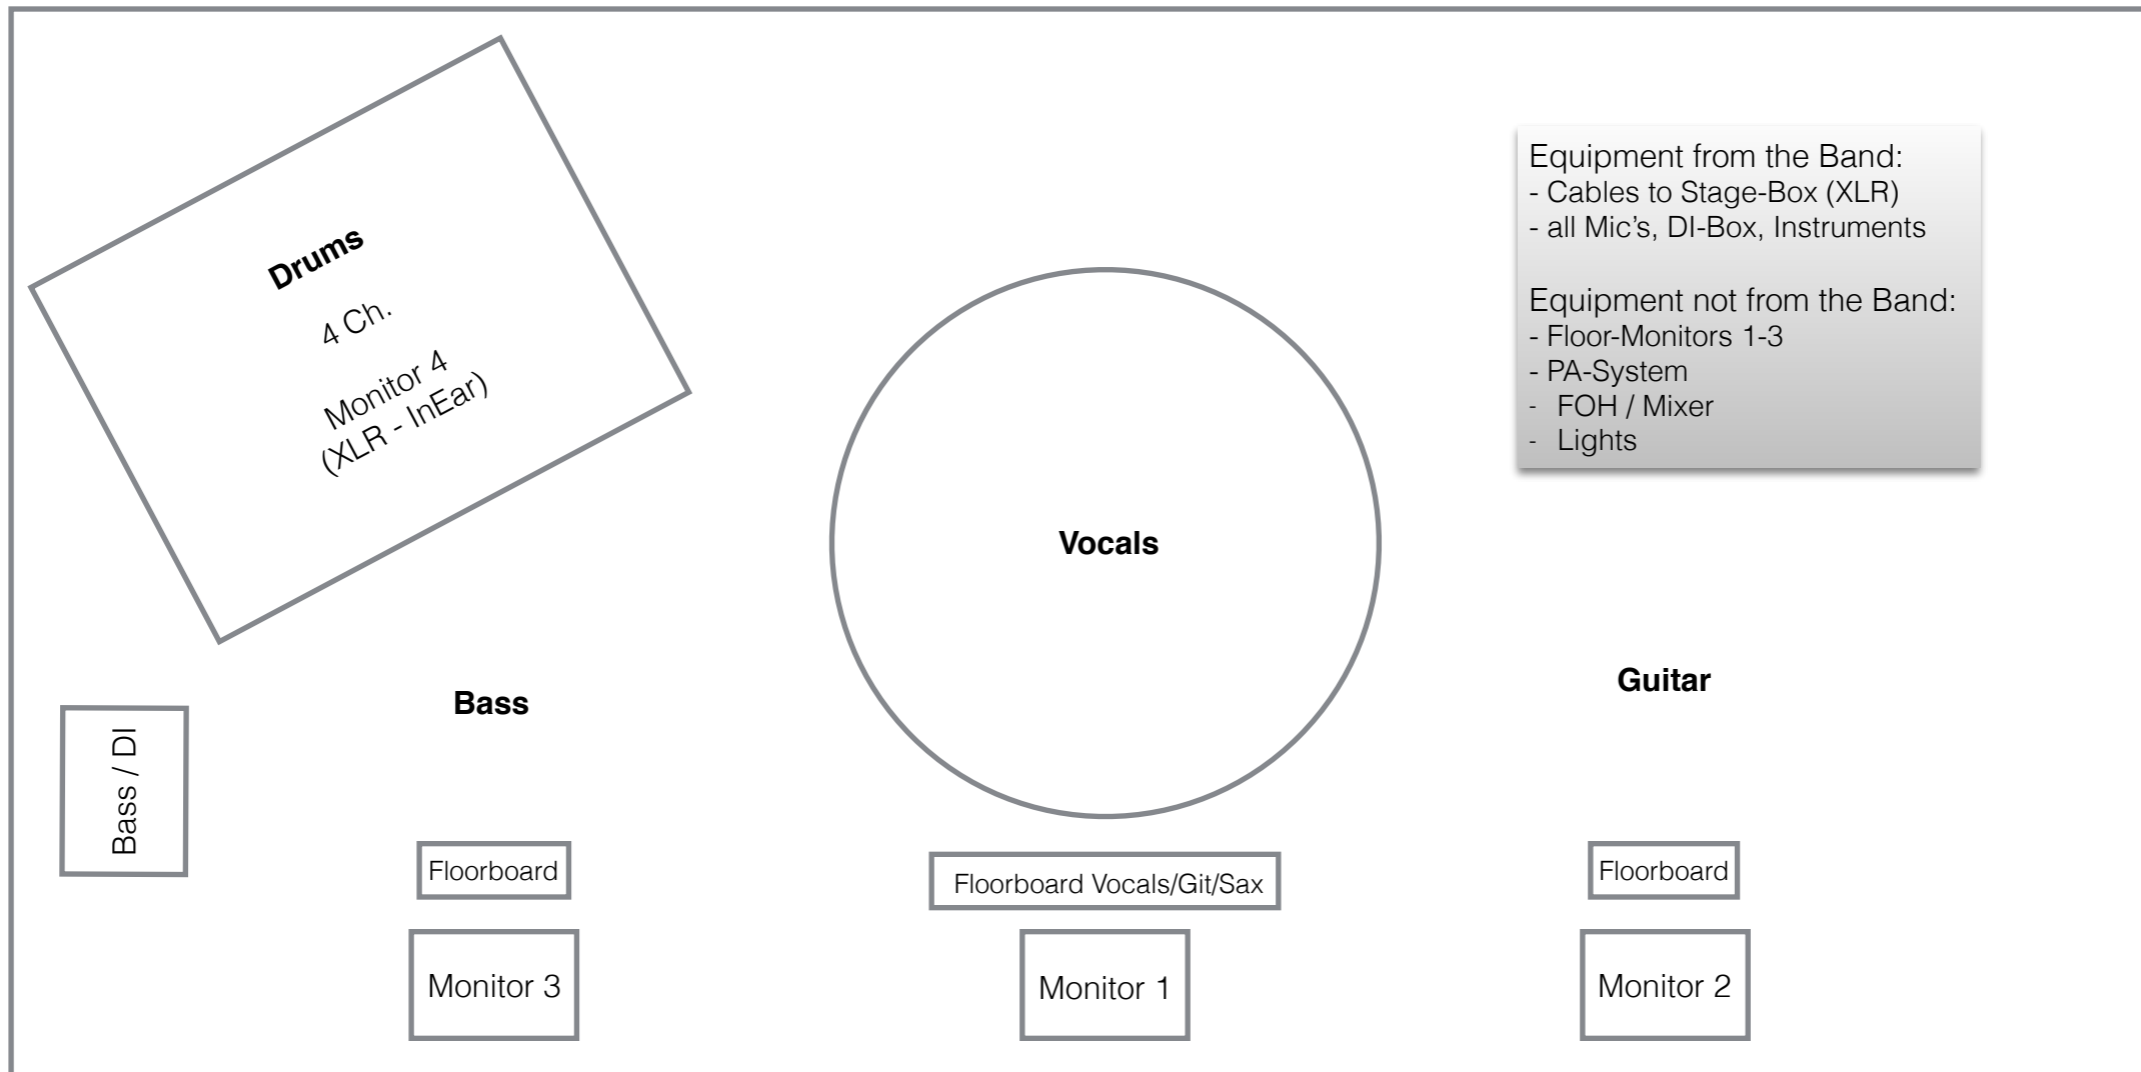 Drums
4 Ch.
Monitor 4
(XLR - InEar)
Equipment from the Band:
- Cables to Stage-Box (XLR)
- all Mic’s, DI-Box, Instruments
Equipment not from the Band:
- Floor-Monitors 1-3
- PA-System
- FOH / Mixer
- Lights
Vocals
Bass
Guitar
Bass / DI
Floorboard
Floorboard Vocals/Git/Sax
Floorboard
Monitor 3
Monitor 1
Monitor 2